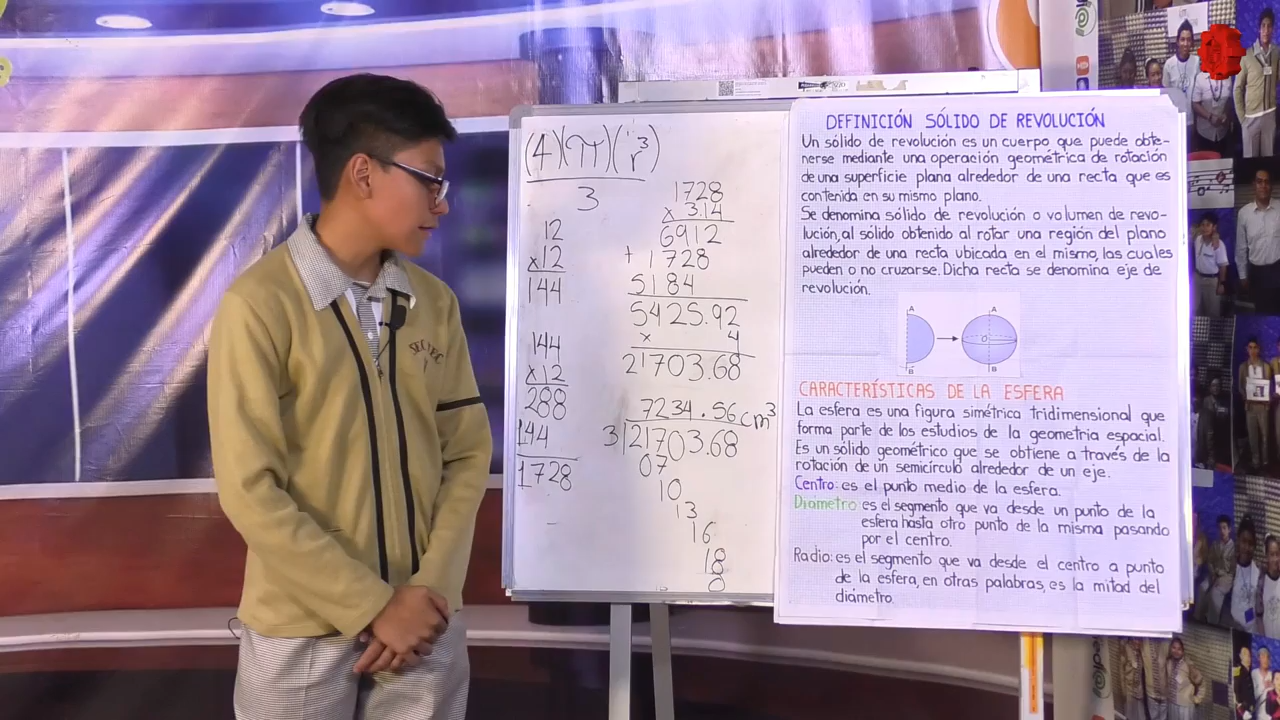 (4)(π)(r³)
3
12
x12
144
144
x12
288
144
1728
1728
x 3.14
6912
+ 1728
5184
5425.92
x 4
21703.68
7234.56cm³
3 21703.68
07
10
13
16
18
0
DEFINICIÓN SÓLIDO DE REVOLUCIÓN
Un sólido de revolución es un cuerpo que puede obte-
nerse mediante una operación geométrica de rotación
de una superficie plana alrededor de una recta que es
contenida en su mismo plano.
Se denomina sólido de revolución o volumen de revo-
lución, al sólido obtenido al rotar una región del plano
alrededor de una recta ubicada en el mismo, las cuales
pueden o no cruzarse. Dicha recta se denomina eje de
revolución.
A A
O
B B
CARACTERÍSTICAS DE LA ESFERA
La esfera es una figura simétrica tridimensional que
forma parte de los estudios de la geometria espacial.
Es un sólido geométrico que se obtiene a través de la
rotación de un semicírculo alrededor de un eje.
Centro: es el punto medio de la esfera.
Diámetro: es el segmento que va desde un punto de la
esfera hasta otro punto de la misma pasando
por el centro.
Radio: es el segmento que va desde el centro a punto
de la esfera, en otras palabras, es la mitad del
diámetro.